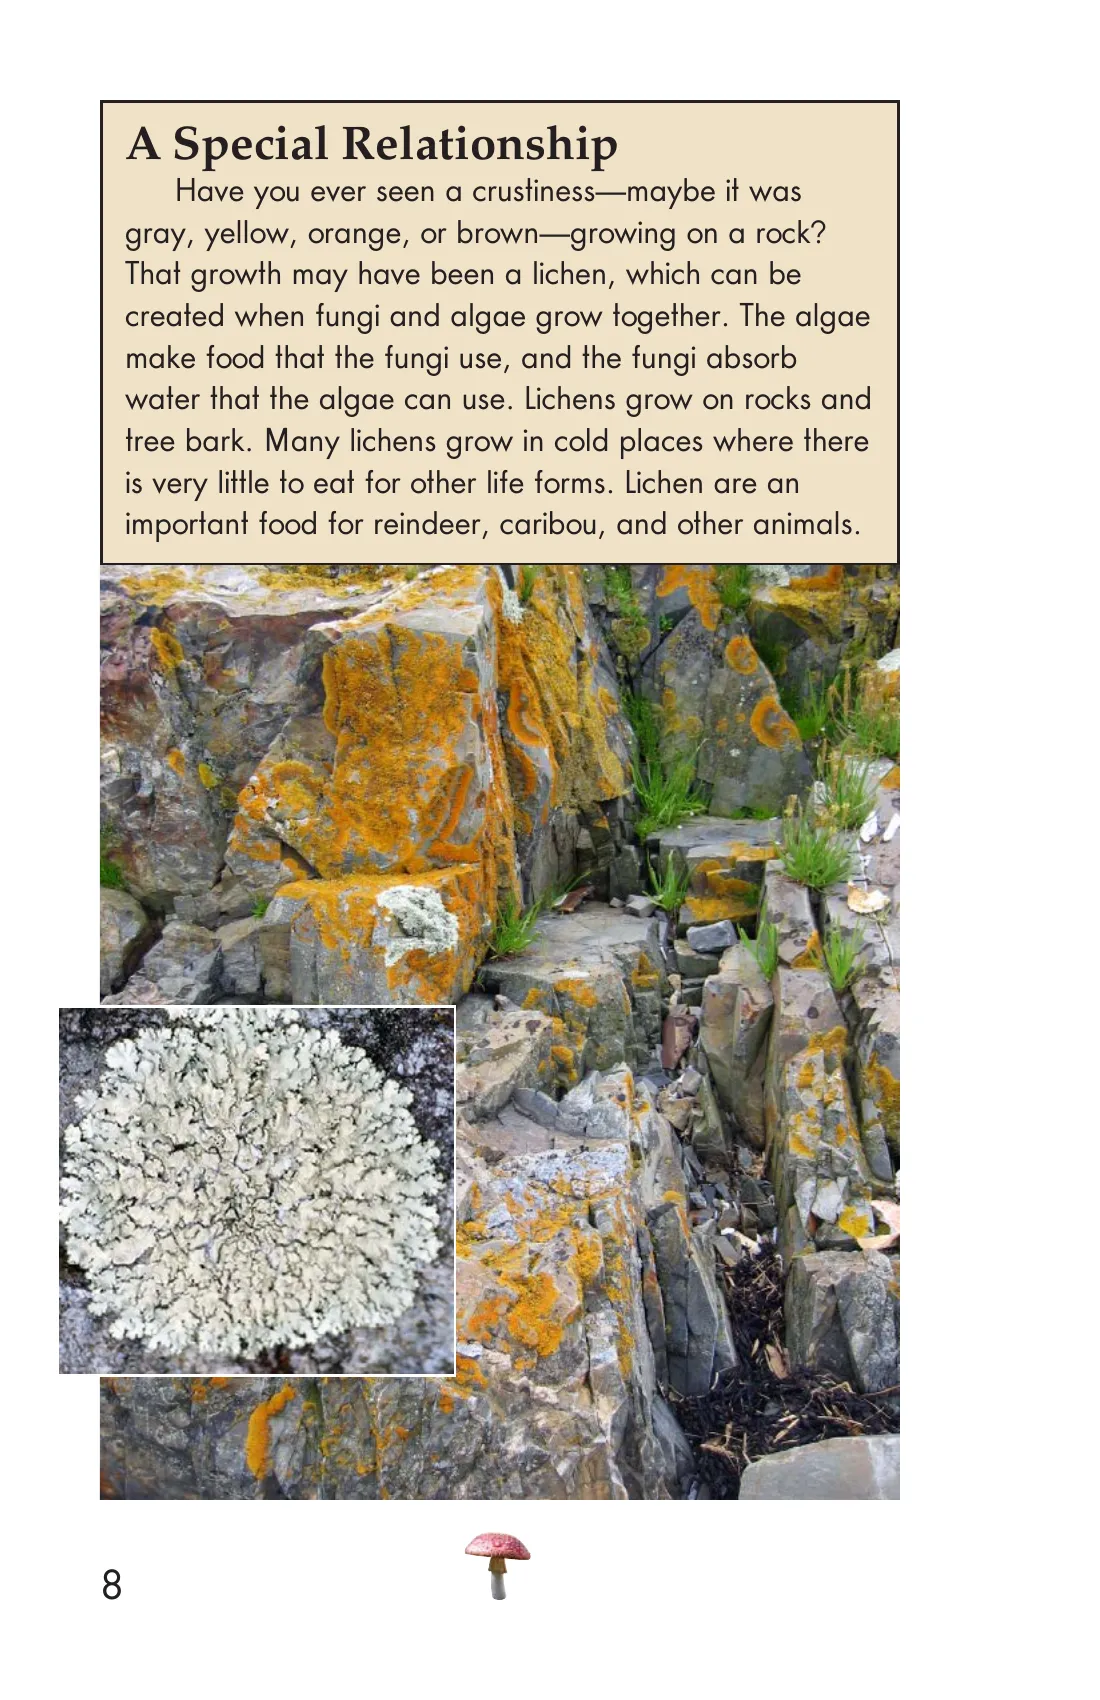 A Special Relationship
Have you ever seen a crustiness—maybe it was
gray, yellow, orange, or brown—growing on a rock?
That growth may have been a lichen, which can be
created when fungi and algae grow together. The algae
make food that the fungi use, and the fungi absorb
water that the algae can use. Lichens grow on rocks and
tree bark. Many lichens grow in cold places where there
is very little to eat for other life forms. Lichen are an
important food for reindeer, caribou, and other animals.
8